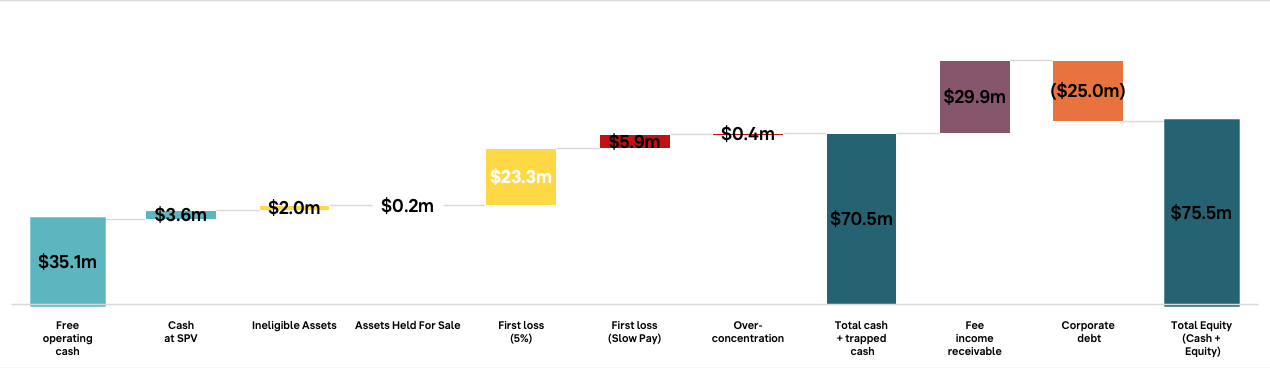 $35.1m
$3.6m
$2.0m
$0.2m
$23.3m
$5.9m
$0.4m
$70.5m
$29.9m
($25.0m)
$75.5m
Free
operating
cash
Cash
at SPV
Ineligible Assets
Assets Held For Sale
First loss
(5%)
First loss
(Slow Pay)
Over-
concentration
Total cash
+ trapped
cash
Fee
income
receivable
Corporate
debt
Total Equity
(Cash +
Equity)